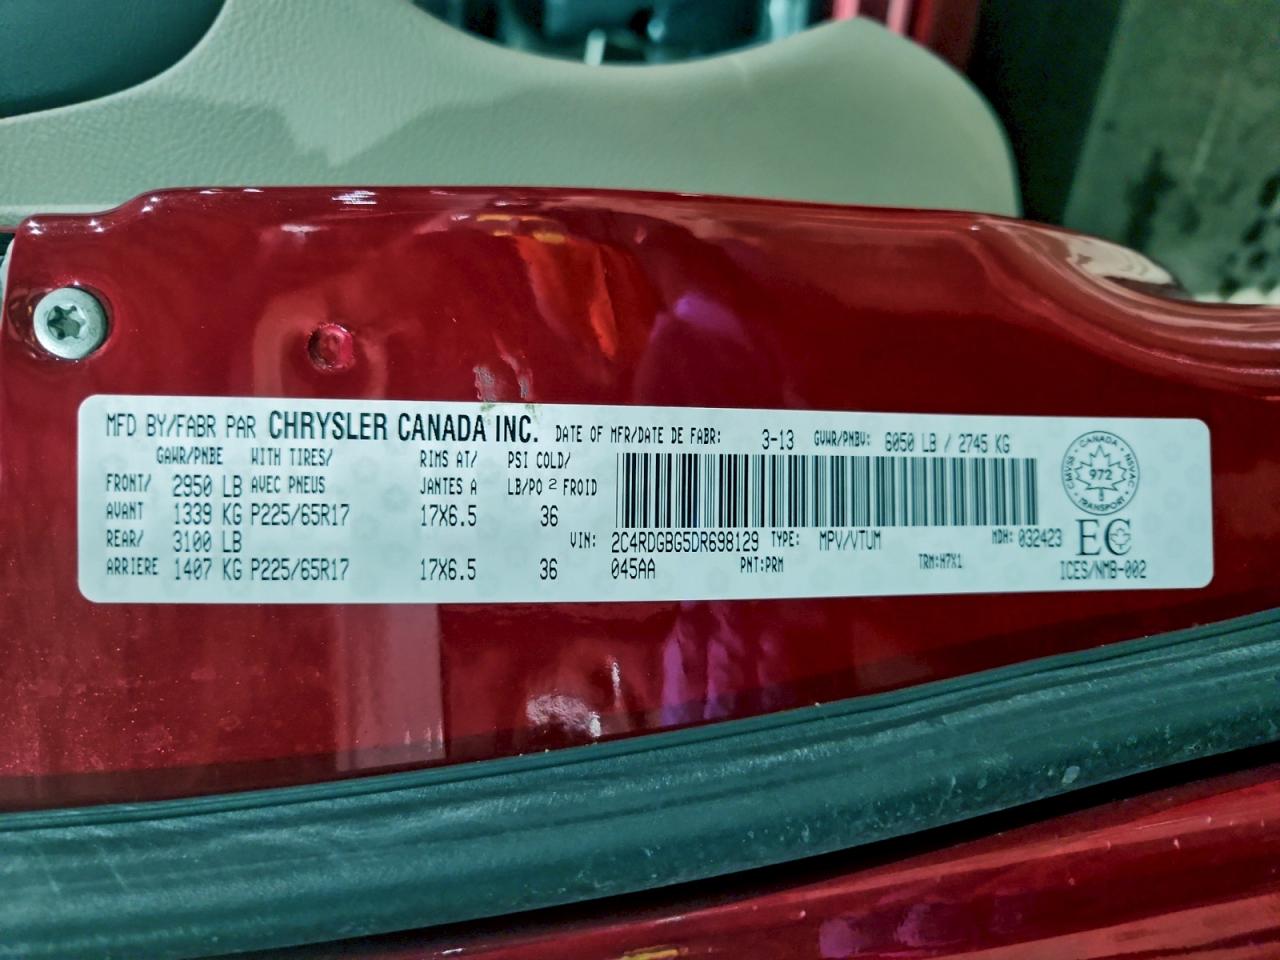 MFD BY/FABR PAR CHRYSLER CANADA INC. DATE OF MFR/DATE DE FABR: 3-13 GVWR/PNBV: 6050 LB / 2745 KG
GAWR/PNBE WITH TIRES/ RIMS AT/ PSI COLD/
FRONT/ 2950 LB AVEC PNEUS JANTES A LB/PO 2 FROID
AVANT 1339 KG P225/65R17 17X6.5 36
REAR/ 3100 LB VIN: 2C4RDGBG5DR698129 TYPE: MPV/VTUM MDH: 032423
ARRIERE 1407 KG P225/65R17 17X6.5 36 045AA PNT:PRM TRM:H7X1
CANADA
CMVSS 972 NSVAC
TRANSPORT
EC
ICES/NMB-002